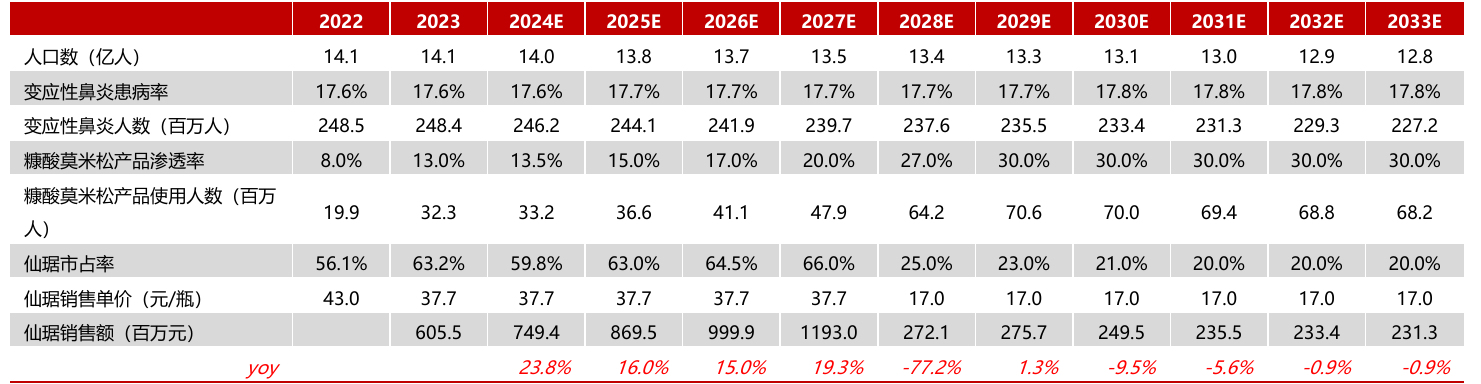 2022 2023 2024E 2025E 2026E 2027E 2028E 2029E 2030E 2031E 2032E 2033E
人口数（亿人） 14.1 14.1 14.0 13.8 13.7 13.5 13.4 13.3 13.1 13.0 12.9 12.8
变应性鼻炎患病率 17.6% 17.6% 17.6% 17.7% 17.7% 17.7% 17.7% 17.7% 17.8% 17.8% 17.8% 17.8%
变应性鼻炎人数（百万人） 248.5 248.4 246.2 244.1 241.9 239.7 237.6 235.5 233.4 231.3 229.3 227.2
糠酸莫米松产品渗透率 8.0% 13.0% 13.5% 15.0% 17.0% 20.0% 27.0% 30.0% 30.0% 30.0% 30.0% 30.0%
糠酸莫米松产品使用人数（百万
人） 19.9 32.3 33.2 36.6 41.1 47.9 64.2 70.6 70.0 69.4 68.8 68.2
仙琚市占率 56.1% 63.2% 59.8% 63.0% 64.5% 66.0% 25.0% 23.0% 21.0% 20.0% 20.0% 20.0%
仙琚销售单价（元/瓶） 43.0 37.7 37.7 37.7 37.7 37.7 17.0 17.0 17.0 17.0 17.0 17.0
仙琚销售额（百万元） 605.5 749.4 869.5 999.9 1193.0 272.1 275.7 249.5 235.5 233.4 231.3
yoy 23.8% 16.0% 15.0% 19.3% -77.2% 1.3% -9.5% -5.6% -0.9% -0.9%